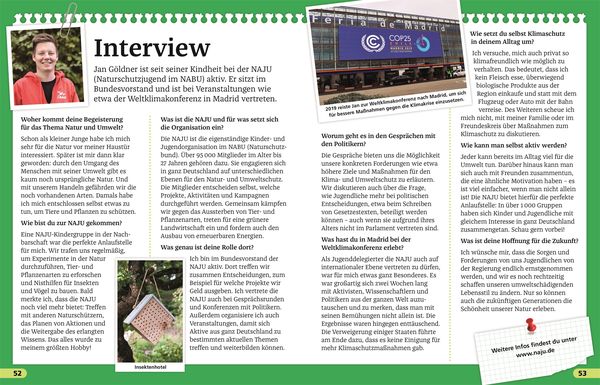 Interview
Jan Göldner ist seit seiner Kindheit bei der NAJU
(Naturschutzjugend im NABU) aktiv. Er sitzt im
Bundesvorstand und ist bei Veranstaltungen wie
etwa der Weltklimakonferenz in Madrid vertreten.
Woher kommt deine Begeisterung
für das Thema Natur und Umwelt?
Schon als kleiner Junge habe ich mich
sehr für die Natur vor meiner Haustür
interessiert. Später ist mir dann klar
geworden: durch den Umgang des
Menschen mit seiner Umwelt gibt es
kaum noch ursprüngliche Natur. Und
mit unserem Handeln gefährden wir die
noch vorhandenen Arten. Damals habe
ich mich entschlossen selbst etwas zu
tun, um Tiere und Pflanzen zu schützen.
Wie bist du zur NAJU gekommen?
Eine NAJU-Kindergruppe in der Nach-
barschaft war die perfekte Anlaufstelle
für mich. Wir trafen uns regelmäßig,
um Experimente in der Natur
durchzuführen, Tier- und
Pflanzenarten zu erforschen
und Nisthilfen für Insekten
und Vögel zu bauen. Bald
merkte ich, dass die NAJU
noch viel mehr bietet: Treffen
mit anderen Naturschützern,
das Planen von Aktionen und
die Weitergabe des erlangten
Wissens. Das alles wurde zu
meinem größten Hobby!
52
Was ist die NAJU und für was setzt sich
die Organisation ein?
Die NAJU ist die eigenständige Kinder- und
Jugendorganisation im NABU (Naturschutz-
bund). Über 95 000 Mitglieder im Alter bis
27 Jahren gehören dazu. Sie engagieren sich
in ganz Deutschland auf unterschiedlichen
Ebenen für den Natur- und Umweltschutz.
Die Mitglieder entscheiden selbst, welche
Projekte, Aktivitäten und Kampagnen
durchgeführt werden. Gemeinsam kämpfen
wir gegen das Aussterben von Tier- und
Pflanzenarten, treten für eine grünere
Landwirtschaft ein und fordern auch den
Ausbau von erneuerbaren Energien.
Was genau ist deine Rolle dort?
Ich bin im Bundesvorstand der
NAJU aktiv. Dort treffen wir
zusammen Entscheidungen, zum
Beispiel für welche Projekte wir
Geld ausgeben. Ich vertrete die
NAJU auch bei Gesprächsrunden
und Konferenzen mit Politikern.
Außerdem organisiere ich auch
Veranstaltungen, damit sich
Aktive aus ganz Deutschland zu
bestimmten aktuellen Themen
treffen und weiterbilden können.
Insektenhotel
Feria de Madrid
COP25
2019 reiste Jan zur Weltklimakonferenz nach Madrid, um sich
für bessere Maßnahmen gegen die Klimakrise einzusetzen.
Worum geht es in den Gesprächen mit
den Politikern?
Die Gespräche bieten uns die Möglichkeit
unsere konkreten Forderungen wie etwa
höhere Ziele und Maßnahmen für den
Klima- und Umweltschutz zu erläutern.
Wir diskutieren auch über die Frage,
wie Jugendliche mehr bei politischen
Entscheidungen, etwa beim Schreiben
von Gesetzestexten, beteiligt werden
können – auch wenn sie aufgrund ihres
Alters nicht im Parlament vertreten sind.
Was hast du in Madrid bei der
Weltklimakonferenz erlebt?
Als Jugenddelegierter die NAJU auch auf
internationaler Ebene vertreten zu dürfen,
war für mich etwas ganz Besonderes. Es
war großartig sich zwei Wochen lang
mit Aktivisten, Wissenschaftlern und
Politikern aus der ganzen Welt auszu-
tauschen und zu merken, dass man mit
seinen Bemühungen nicht allein ist. Die
Ergebnisse waren hingegen enttäuschend.
Die Verweigerung einiger Staaten führte
am Ende dazu, dass es keine Einigung für
mehr Klimaschutzmaßnahmen gab.
Wie setzt du selbst Klimaschutz
in deinem Alltag um?
Ich versuche, mich auch privat so
klimafreundlich wie möglich zu
verhalten. Das bedeutet, dass ich
kein Fleisch esse, überwiegend
biologische Produkte aus der
Region einkaufe und statt mit dem
Flugzeug oder Auto mit der Bahn
verreise. Des Weiteren scheue ich
mich nicht, mit meiner Familie oder im
Freundeskreis über Maßnahmen zum
Klimaschutz zu diskutieren.
Wie kann man selbst aktiv werden?
Jeder kann bereits im Alltag viel für die
Umwelt tun. Darüber hinaus kann man
sich auch mit Freunden zusammentun,
die eine ähnliche Motivation haben – es
ist viel einfacher, wenn man nicht allein
ist! Die NAJU bietet hierfür die perfekte
Anlaufstelle: In über 1 000 Gruppen
haben sich Kinder und Jugendliche mit
gleichem Interesse in ganz Deutschland
zusammengetan. Schau gern vorbei!
Was ist deine Hoffnung für die Zukunft?
Ich wünsche mir, dass die Sorgen und
Forderungen von uns Jugendlichen von
der Regierung endlich ernstgenommen
werden, und wir es noch rechtzeitig
schaffen unseren umweltschädigenden
Lebensstil zu ändern. Nur so können
auch die zukünftigen Generationen die
Schönheit unserer Natur erleben.
Weitere Infos findest du unter
www.naju.de
53